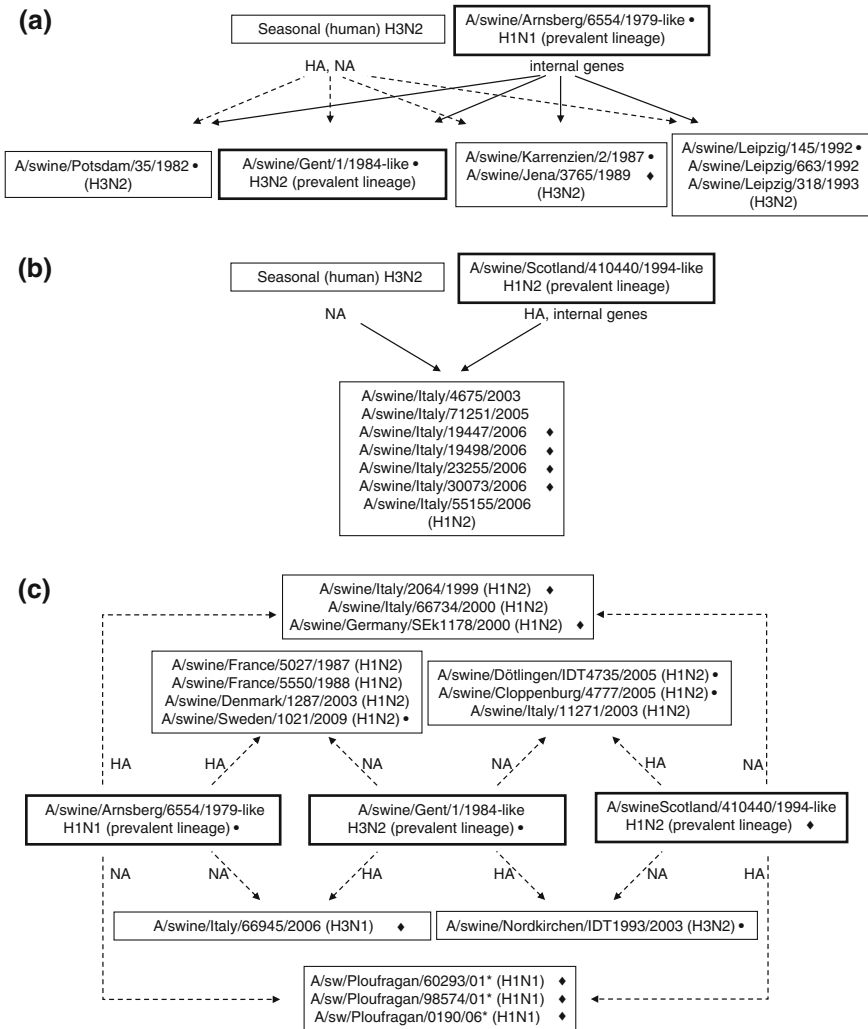 (a)
Seasonal (human) H3N2
A/swine/Arnsberg/6554/1979-like •
H1N1 (prevalent lineage)
HA, NA
internal genes
A/swine/Potsdam/35/1982 •
(H3N2)
A/swine/Gent/1/1984-like •
H3N2 (prevalent lineage)
A/swine/Karrenzien/2/1987 •
A/swine/Jena/3765/1989 ♦
(H3N2)
A/swine/Leipzig/145/1992 •
A/swine/Leipzig/663/1992
A/swine/Leipzig/318/1993
(H3N2)
(b)
Seasonal (human) H3N2
A/swine/Scotland/410440/1994-like
H1N2 (prevalent lineage)
NA
HA, internal genes
A/swine/Italy/4675/2003
A/swine/Italy/71251/2005
A/swine/Italy/19447/2006 ♦
A/swine/Italy/19498/2006 ♦
A/swine/Italy/23255/2006 ♦
A/swine/Italy/30073/2006 ♦
A/swine/Italy/55155/2006
(H1N2)
(c)
A/swine/Italy/2064/1999 (H1N2) ♦
A/swine/Italy/66734/2000 (H1N2)
A/swine/Germany/SEk1178/2000 (H1N2) ♦
A/swine/France/5027/1987 (H1N2)
A/swine/France/5550/1988 (H1N2)
A/swine/Denmark/1287/2003 (H1N2)
A/swine/Sweden/1021/2009 (H1N2) •
A/swine/Dötlingen/IDT4735/2005 (H1N2) •
A/swine/Cloppenburg/4777/2005 (H1N2) •
A/swine/Italy/11271/2003 (H1N2)
HA
HA
NA
NA
HA
NA
A/swine/Arnsberg/6554/1979-like
H1N1 (prevalent lineage) •
A/swine/Gent/1/1984-like
H3N2 (prevalent lineage) •
A/swineScotland/410440/1994-like
H1N2 (prevalent lineage) ♦
NA
NA
HA
HA
NA
HA
A/swine/Italy/66945/2006 (H3N1) ♦
A/swine/Nordkirchen/IDT1993/2003 (H3N2) •
A/sw/Ploufragan/60293/01* (H1N1) ♦
A/sw/Ploufragan/98574/01* (H1N1) ♦
A/sw/Ploufragan/0190/06* (H1N1) ♦